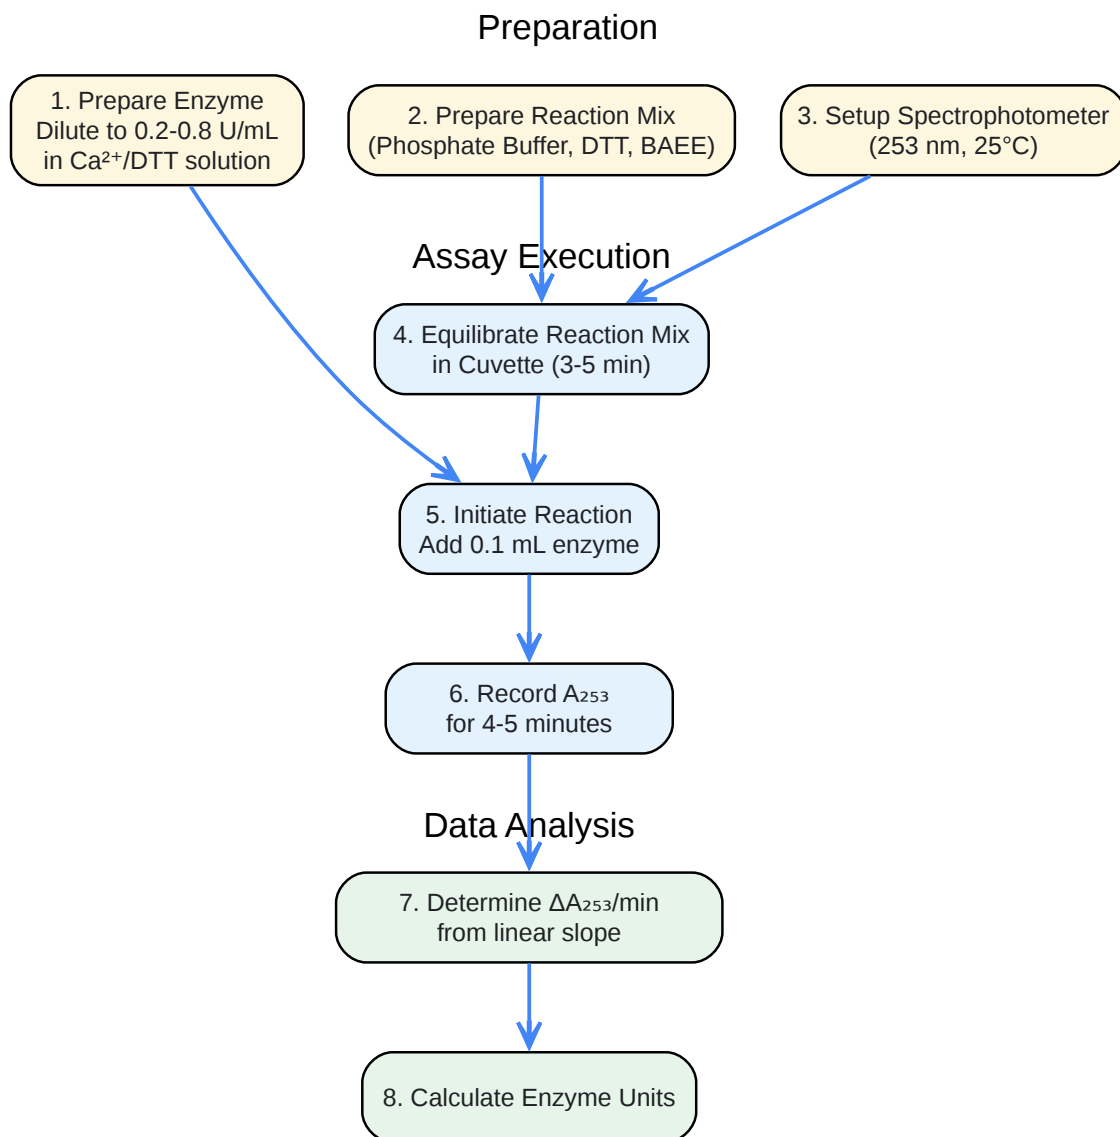 Preparation
1. Prepare Enzyme
Dilute to 0.2-0.8 U/mL
in Ca²⁺/DTT solution
2. Prepare Reaction Mix
(Phosphate Buffer, DTT, BAEE)
3. Setup Spectrophotometer
(253 nm, 25°C)
Assay Execution
4. Equilibrate Reaction Mix
in Cuvette (3-5 min)
5. Initiate Reaction
Add 0.1 mL enzyme
6. Record A₂₅₃
for 4-5 minutes
Data Analysis
7. Determine ΔA₂₅₃/min
from linear slope
8. Calculate Enzyme Units